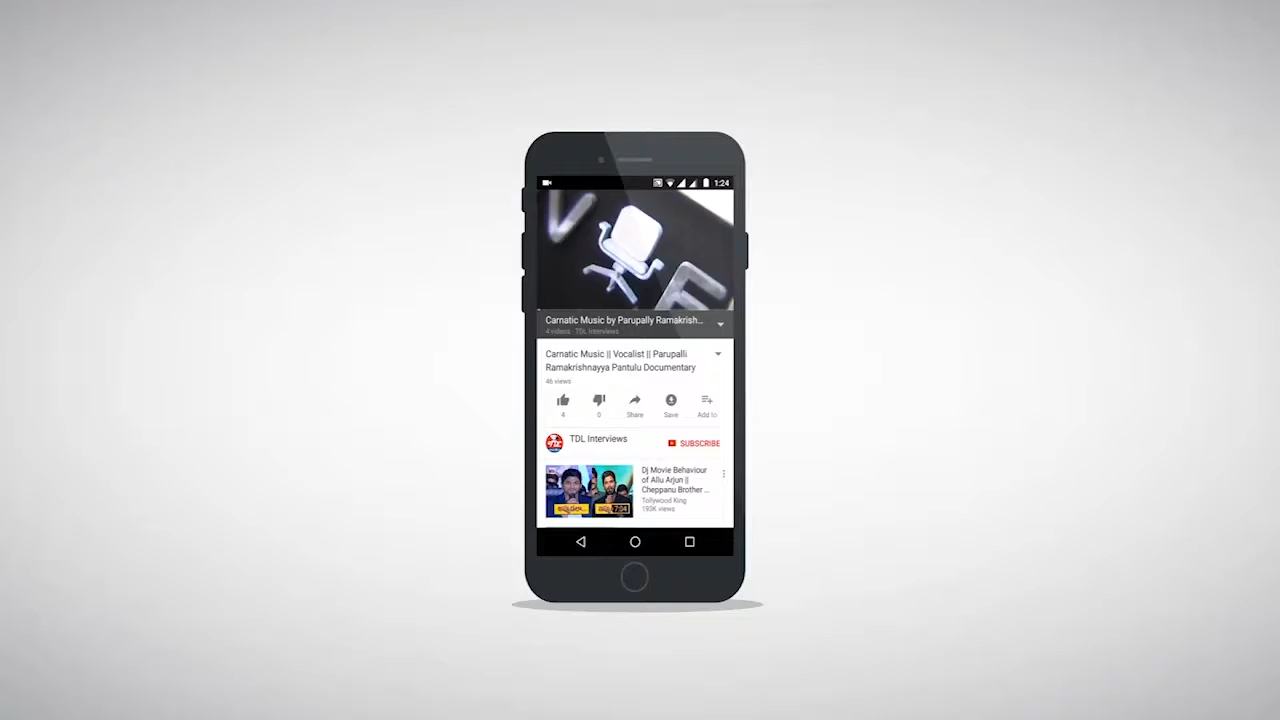 1:24
Carnatic Music by Parupally Ramakrish...
4 videos · TDL Interviews
Carnatic Music || Vocalist || Parupalli
Ramakrishnayya Pantulu Documentary
46 views
4
0
Share
Save
Add to
TDL Interviews
SUBSCRIBE
Dj Movie Behaviour
of Allu Arjun ||
Cheppanu Brother ...
Tollywood King
193K views
7:04